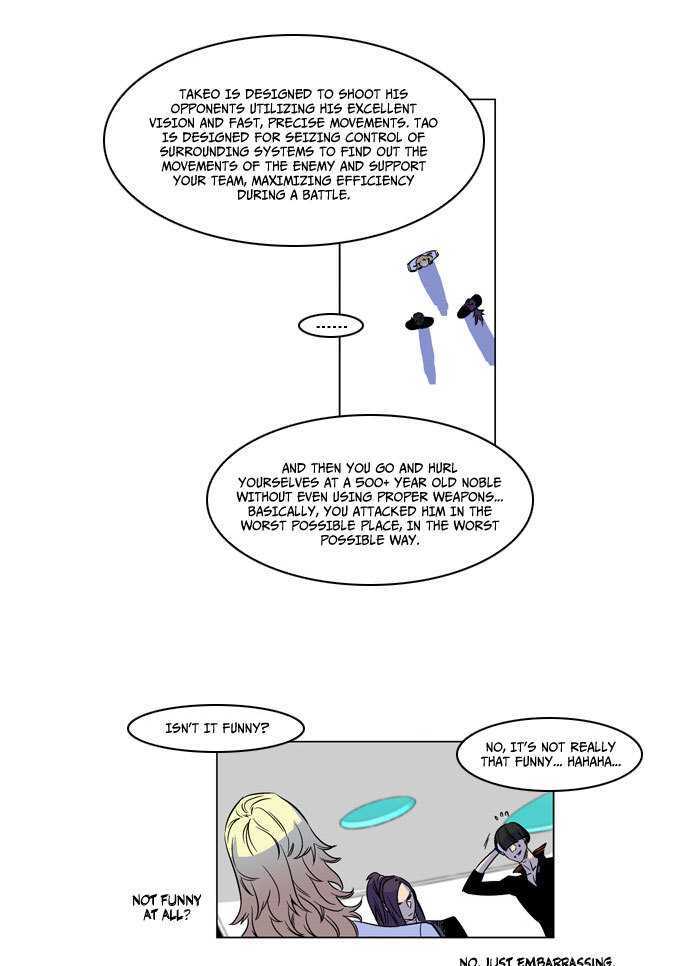 TAKEO IS DESIGNED TO SHOOT HIS
OPPONENTS UTILIZING HIS EXCELLENT
VISION AND FAST, PRECISE MOVEMENTS. TAO
IS DESIGNED FOR SEIZING CONTROL OF
SURROUNDING SYSTEMS TO FIND OUT THE
MOVEMENTS OF THE ENEMY AND SUPPORT
YOUR TEAM, MAXIMIZING EFFICIENCY
DURING A BATTLE.
......
AND THEN YOU GO AND HURL
YOURSELVES AT A 500+ YEAR OLD NOBLE
WITHOUT EVEN USING PROPER WEAPONS...
BASICALLY, YOU ATTACKED HIM IN THE
WORST POSSIBLE PLACE, IN THE WORST
POSSIBLE WAY.
ISN'T IT FUNNY?
NO, IT'S NOT REALLY
THAT FUNNY... HAHAHA...
NOT FUNNY
AT ALL?
NO, JUST EMBARRASSING.